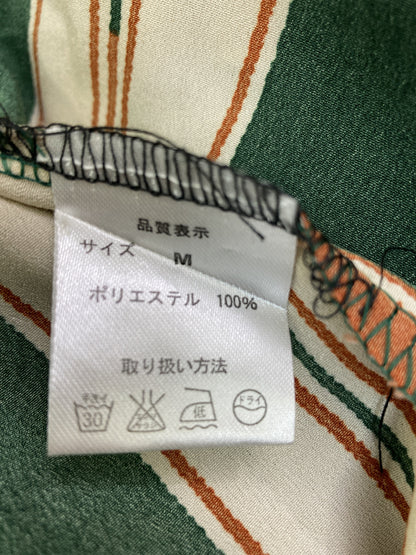 品質表示
サイズ M
ポリエステル 100%
取り扱い方法
手洗イ 30 エンソサラシ 低 ドライ